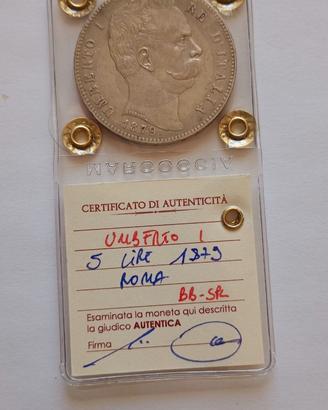 UMBERTO I RE D'ITALIA
1879
MAROCCIA
CERTIFICATO DI AUTENTICITÀ
UMBERTO I
5 LIRE 1879
ROMA
BB-SPL
Esaminata la moneta qui descritta
la giudico AUTENTICA
Firma